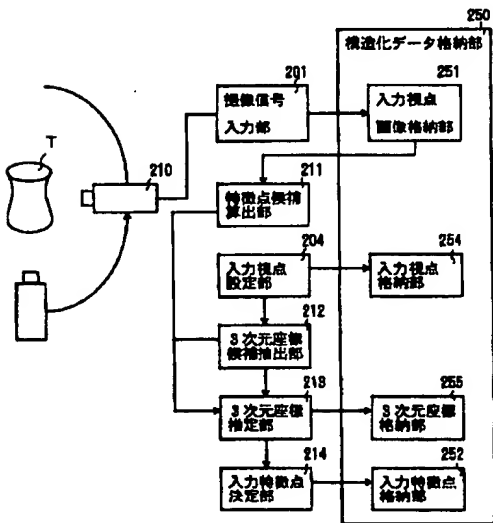 250
構造化データ格納部
201
撮像信号
入力部
251
入力視点
画像格納部
T
210
211
特徴点候補
算出部
204
入力視点
設定部
254
入力視点
格納部
212
3次元座標
候補抽出部
213
3次元座標
推定部
255
3次元座標
格納部
214
入力特徴点
決定部
252
入力特徴点
格納部